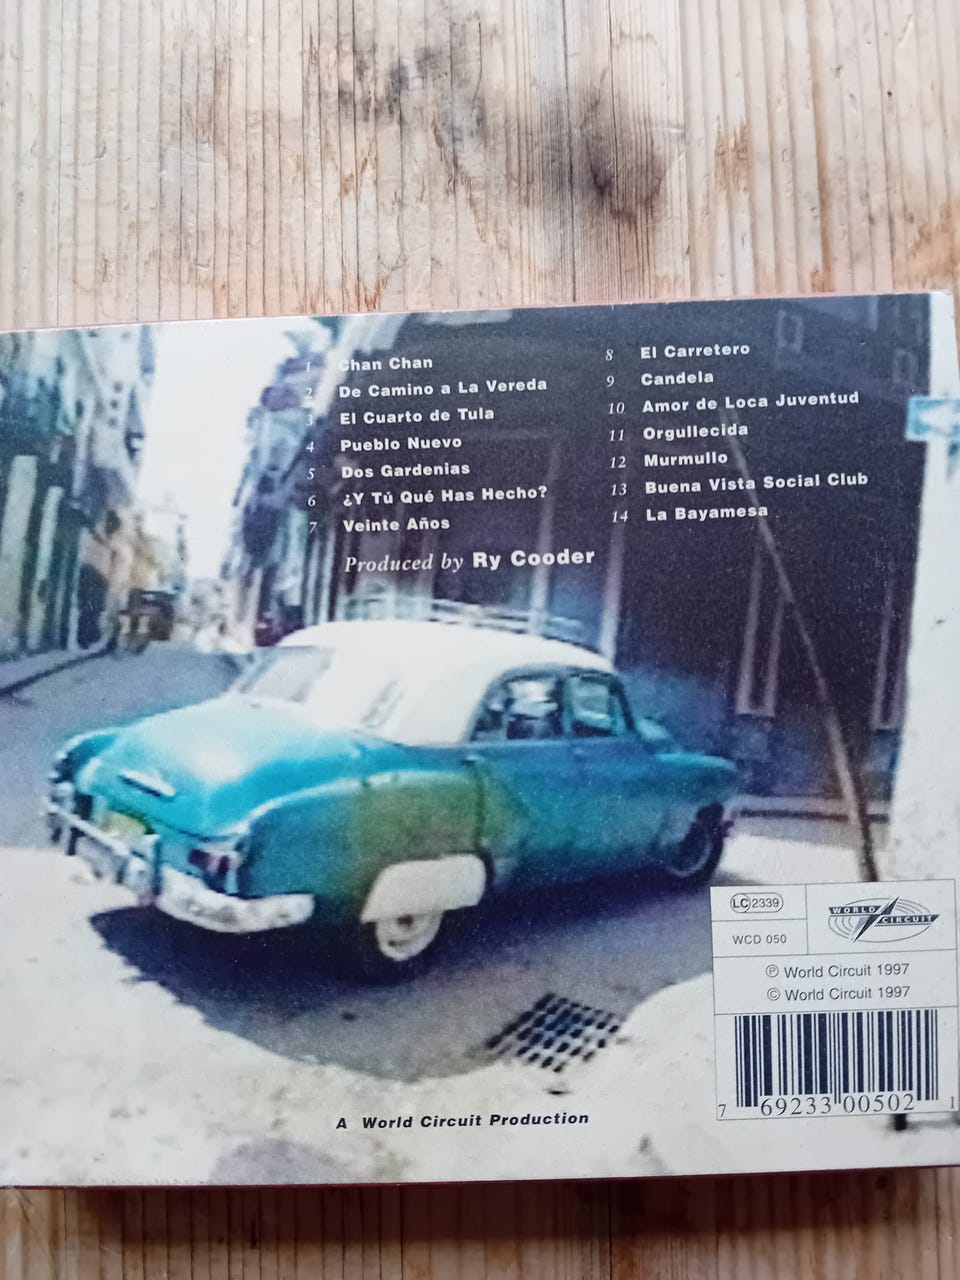 1 Chan Chan
2 De Camino a La Vereda
3 El Cuarto de Tula
4 Pueblo Nuevo
5 Dos Gardenias
6 ¿Y Tú Qué Has Hecho?
7 Veinte Años
8 El Carretero
9 Candela
10 Amor de Loca Juventud
11 Orgullecida
12 Murmullo
13 Buena Vista Social Club
14 La Bayamesa
Produced by Ry Cooder
LC 2339
WORLD CIRCUIT
WCD 050
℗ World Circuit 1997
© World Circuit 1997
7 69233 00502 1
A World Circuit Production